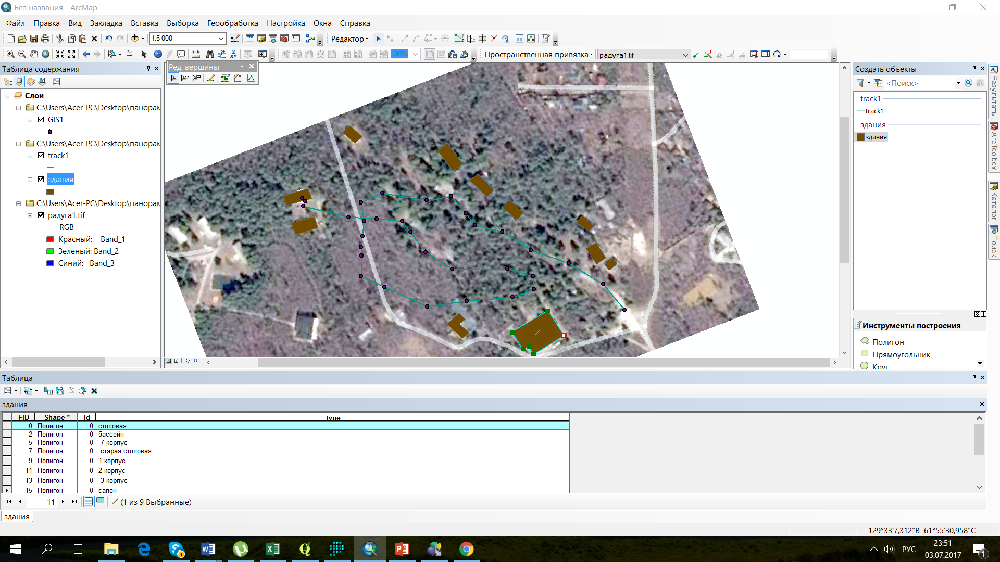 Без названия - ArcMap
Файл Правка Вид Закладка Вставка Выборка Геообработка Настройка Окна Справка
1:5 000 Редактор
100% Пространственная привязка радуга1.tif
Таблица содержания
Ред. вершины
Создать объекты
<Поиск>
Слои
C:\Users\Acer-PC\Desktop\панорам
GIS1
C:\Users\Acer-PC\Desktop\панорам
track1
здания
C:\Users\Acer-PC\Desktop\панорам
радуга1.tif
RGB
Красный: Band_1
Зеленый: Band_2
Синий: Band_3
track1
track1
здания
здания
Результаты
ArcToolbox
Каталог
Поиск
Инструменты построения
Полигон
Прямоугольник
Круг
Таблица
здания
FID Shape * Id type
0 Полигон 0 столовая
2 Полигон 0 бассейн
5 Полигон 0 7 корпус
7 Полигон 0 старая столовая
9 Полигон 0 1 корпус
11 Полигон 0 2 корпус
13 Полигон 0 3 корпус
15 Полигон 0 салон
11 (1 из 9 Выбранные)
здания
129°33'7,312"В 61°55'30,958"С
4
РУС
23:51
03.07.2017
1